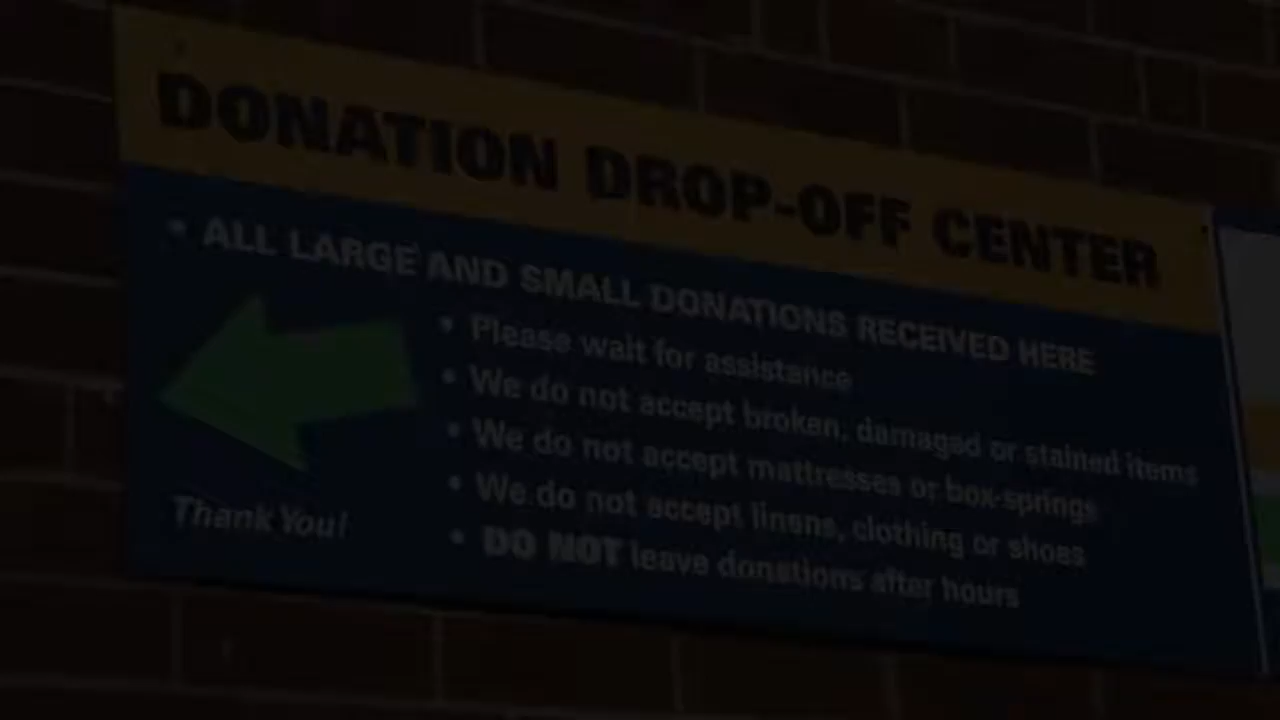 DONATION DROP-OFF CENTER
• ALL LARGE AND SMALL DONATIONS RECEIVED HERE
• Please wait for assistance
• We do not accept broken, damaged or stained items
• We do not accept mattresses or box-springs
• We do not accept linens, clothing or shoes
• DO NOT leave donations after hours
Thank You!